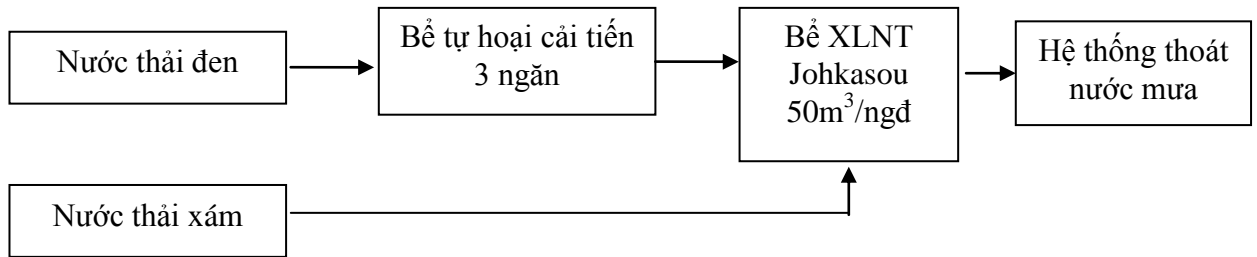 Nước thải đen
Bể tự hoại cải tiến
3 ngăn
Bể XLNT
Johkasou
50m³/ngđ
Hệ thống thoát
nước mưa
Nước thải xám